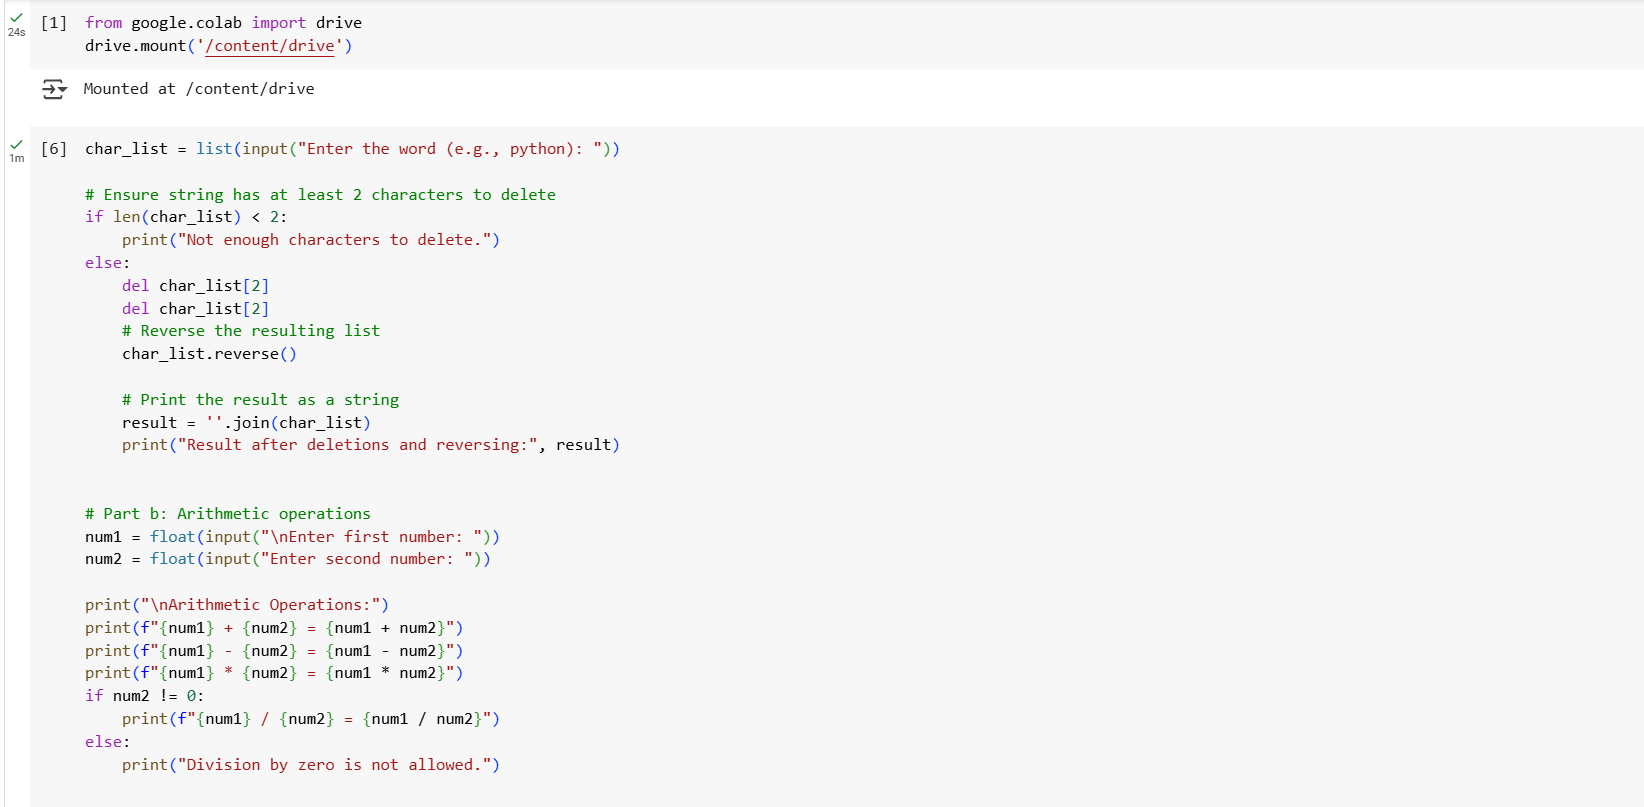 24s [1] from google.colab import drive
drive.mount('/content/drive')
Mounted at /content/drive
1m [6] char_list = list(input("Enter the word (e.g., python): "))
# Ensure string has at least 2 characters to delete
if len(char_list) < 2:
    print("Not enough characters to delete.")
else:
    del char_list[2]
    del char_list[2]
    # Reverse the resulting list
    char_list.reverse()
    # Print the result as a string
    result = ''.join(char_list)
    print("Result after deletions and reversing:", result)
# Part b: Arithmetic operations
num1 = float(input("\nEnter first number: "))
num2 = float(input("Enter second number: "))
print("\nArithmetic Operations:")
print(f"{num1} + {num2} = {num1 + num2}")
print(f"{num1} - {num2} = {num1 - num2}")
print(f"{num1} * {num2} = {num1 * num2}")
if num2 != 0:
    print(f"{num1} / {num2} = {num1 / num2}")
else:
    print("Division by zero is not allowed.")